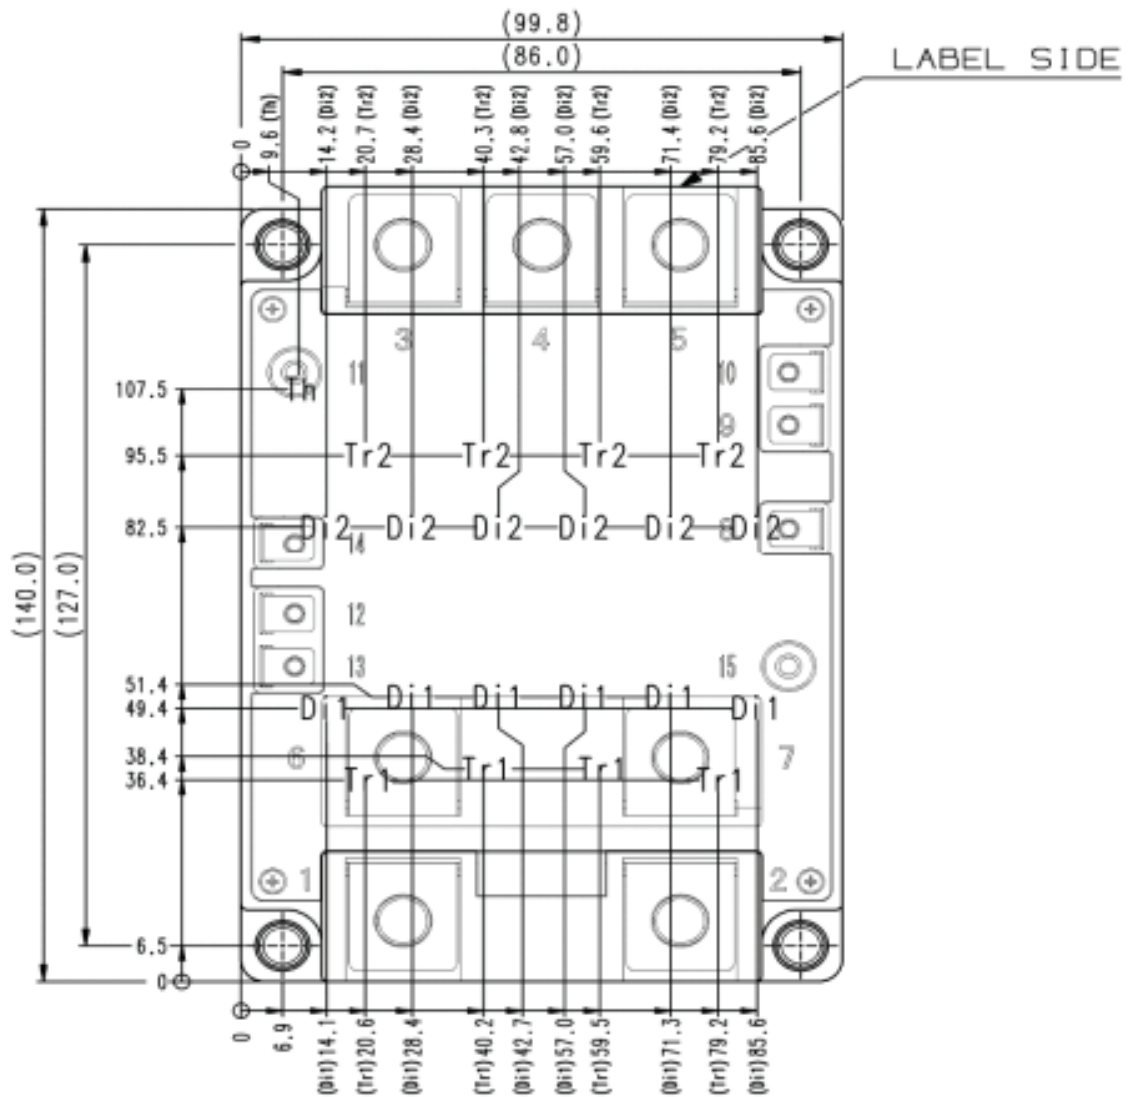 (99.8)
(86.0)
LABEL SIDE
0
9.6 (Th)
14.2 (Di2)
20.7 (Tr2)
28.4 (Di2)
40.3 (Tr2)
42.8 (Di2)
57.0 (Di2)
59.6 (Tr2)
71.4 (Di2)
79.2 (Tr2)
85.6 (Di2)
3 4 5
11 10
107.5 Th
9
95.5 Tr2 Tr2 Tr2 Tr2
82.5 Di2 Di2 Di2 Di2 Di2 Di2
14 8
(140.0)
(127.0)
12
13 15
51.4 Di1 Di1 Di1 Di1
49.4 Di1 Di1
6 7
38.4 Tr1 Tr1
36.4 Tr1 Tr1
1 2
6.5
0
0
6.9
(Di1)14.1
(Tr1)20.6
(Di1)28.4
(Tr1)40.2
(Di1)42.7
(Di1)57.0
(Tr1)59.5
(Di1)71.3
(Tr1)79.2
(Di1)85.6